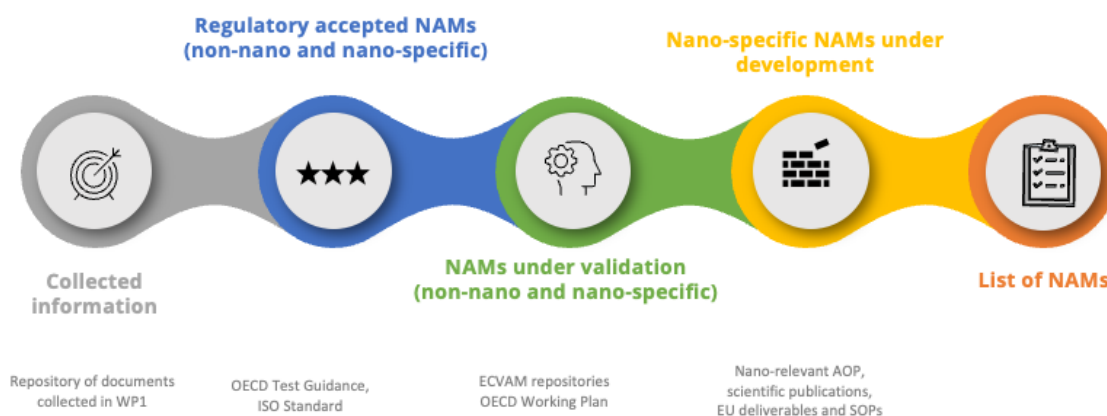 Regulatory accepted NAMs
(non-nano and nano-specific)
Nano-specific NAMs under
development
Collected
information
NAMs under validation
(non-nano and nano-specific)
List of NAMs
Repository of documents
collected in WP1
OECD Test Guidance,
ISO Standard
ECVAM repositories
OECD Working Plan
Nano-relevant AOP,
scientific publications,
EU deliverables and SOPs